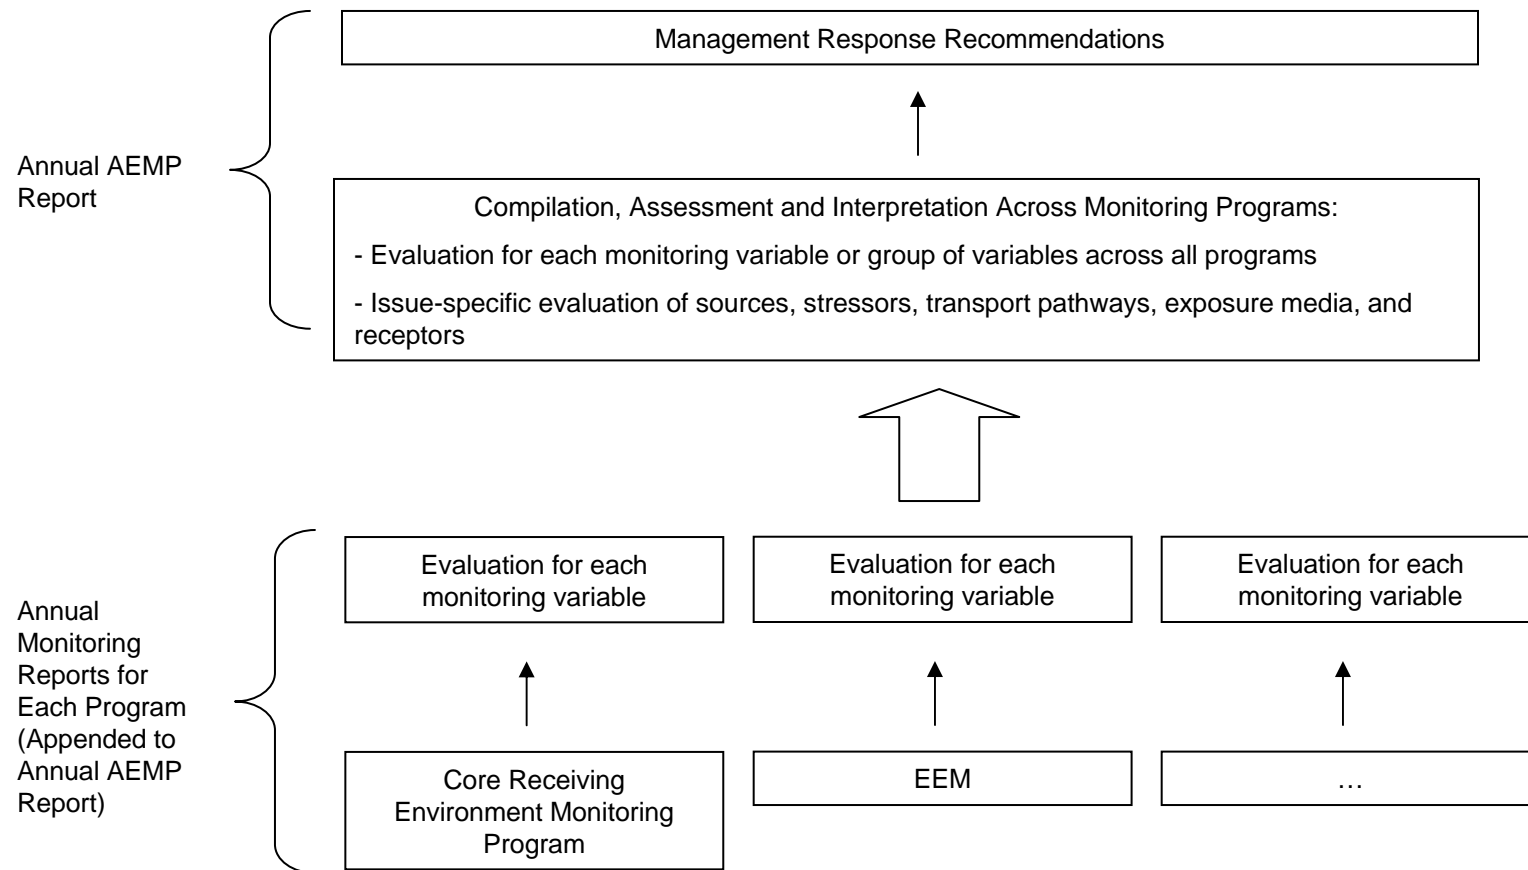 Management Response Recommendations
Annual AEMP
Report
Compilation, Assessment and Interpretation Across Monitoring Programs:
- Evaluation for each monitoring variable or group of variables across all programs
- Issue-specific evaluation of sources, stressors, transport pathways, exposure media, and
receptors
Annual
Monitoring
Reports for
Each Program
(Appended to
Annual AEMP
Report)
Evaluation for each
monitoring variable
Evaluation for each
monitoring variable
Evaluation for each
monitoring variable
Core Receiving
Environment Monitoring
Program
EEM
…